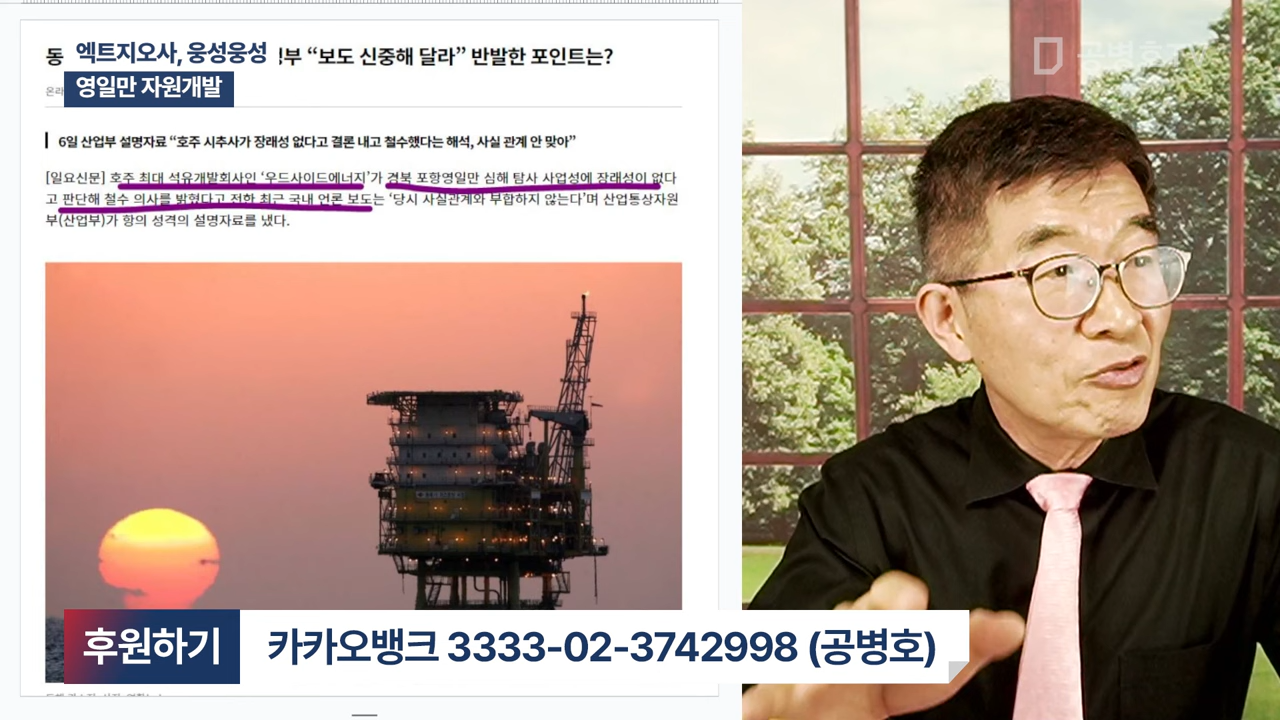 동
엑트지오사, 웅성웅성
부 “보도 신중해 달라” 반발한 포인트는?
영일만 자원개발
온라
6일 산업부 설명자료 “호주 시추사가 장래성 없다고 결론 내고 철수했다는 해석, 사실 관계 안 맞아”
[일요신문] 호주 최대 석유개발회사인 ‘우드사이드에너지’가 경북 포항영일만 심해 탐사 사업성에 장래성이 없다
고 판단해 철수 의사를 밝혔다고 전한 최근 국내 언론 보도는 ‘당시 사실관계와 부합하지 않는다’며 산업통상자원
부(산업부)가 항의 성격의 설명자료를 냈다.
공병호TV
후원하기
카카오뱅크 3333-02-3742998 (공병호)